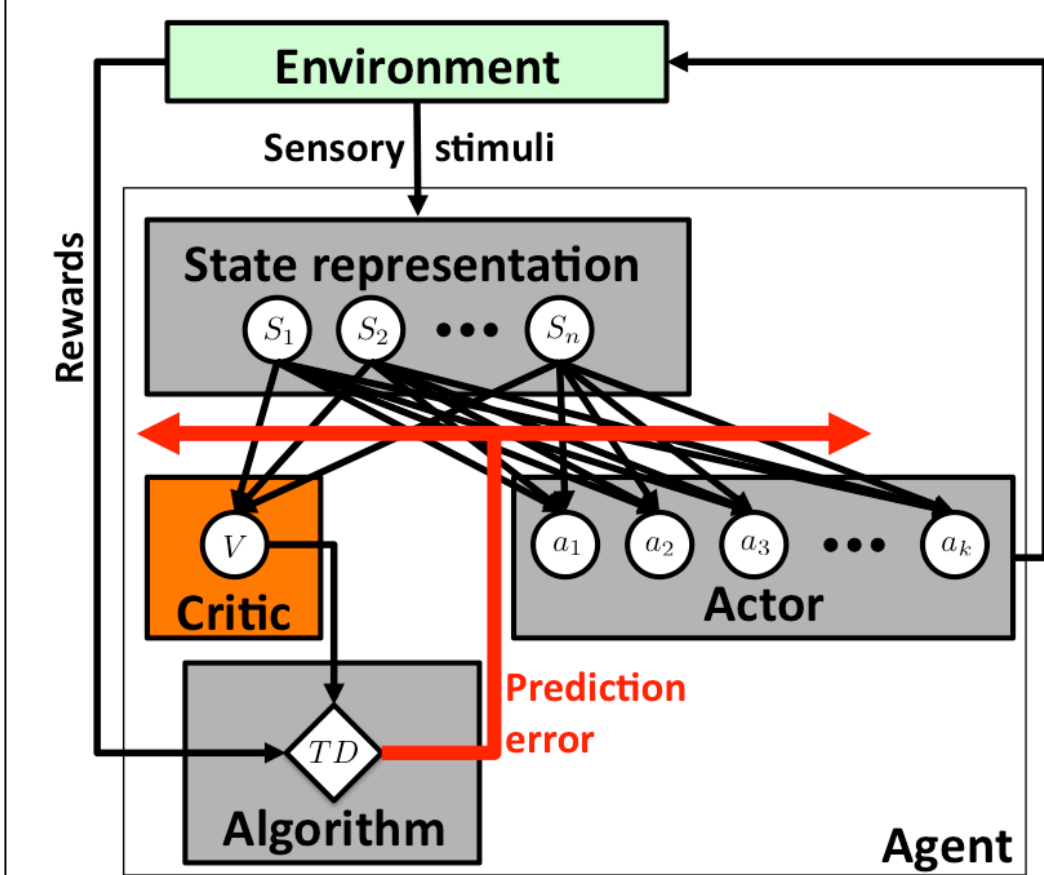 Environment
Sensory stimuli
Rewards
State representation
S1 S2 ••• Sn
V
Critic
a1 a2 a3 ••• ak
Actor
Prediction
error
TD
Algorithm
Agent